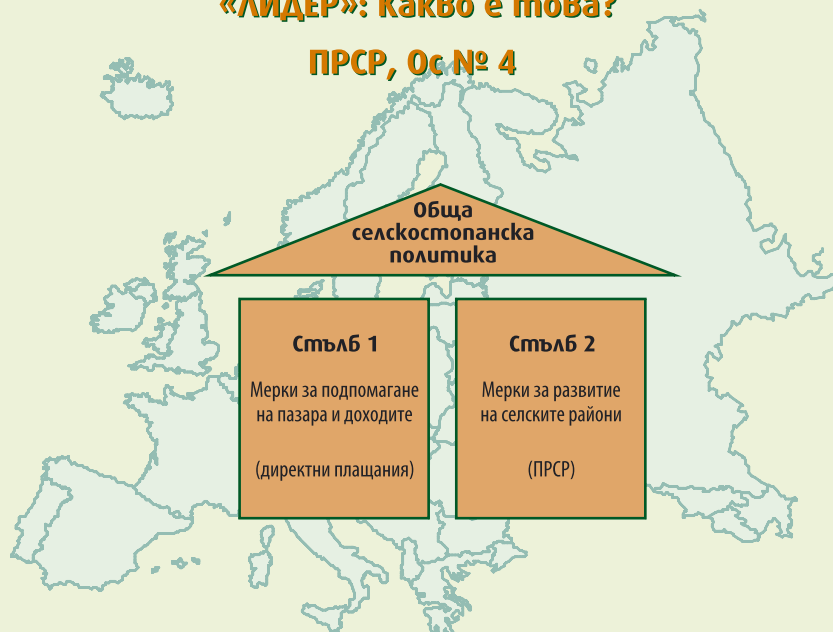 «ЛИДЕР»: Какво е това?
ПРСР, Ос № 4
Обща
селскостопанска
политика
Стълб 1
Мерки за подпомагане
на пазара и доходите
(директни плащания)
Стълб 2
Мерки за развитие
на селските райони
(ПРСР)